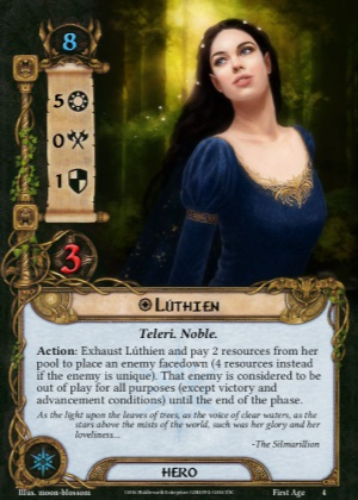 8
5
0
1
3
Lúthien
Teleri. Noble.
Action: Exhaust Lúthien and pay 2 resources from her
pool to place an enemy facedown (4 resources instead
if the enemy is unique). That enemy is considered to be
out of play for all purposes (except victory and
advancement conditions) until the end of the phase.
As the light upon the leaves of trees, as the voice of clear waters, as the
stars above the mists of the world, such was her glory and her
loveliness...
-The Silmarillion
HERO
Illus. moon-blossom
First Age
4